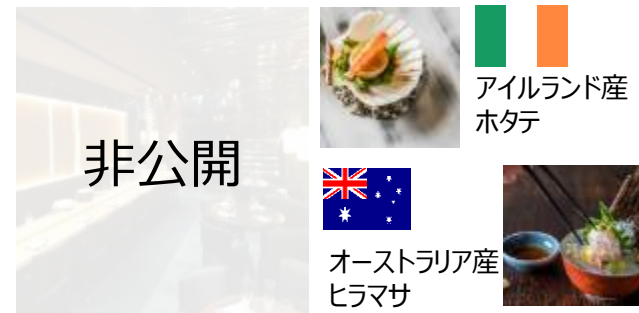 非公開
アイルランド産
ホタテ
オーストラリア産
ヒラマサ